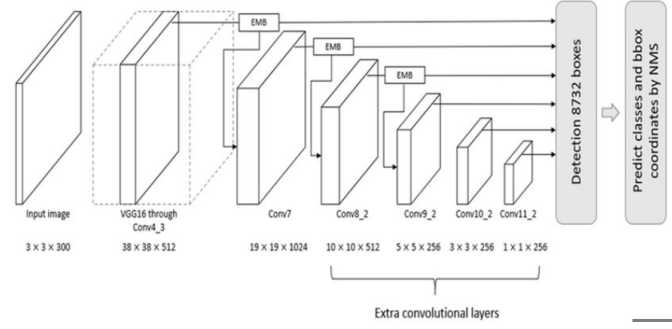 EMB
EMB
EMB
Detection 8732 boxes
Predict classes and bbox
coordinates by NMS
Input image
VGG16 through
Conv4_3
Conv7
Conv8_2
Conv9_2
Conv10_2
Conv11_2
3 × 3 × 300
38 × 38 × 512
19 × 19 × 1024
10 × 10 × 512
5 × 5 × 256
3 × 3 × 256
1 × 1 × 256
Extra convolutional layers